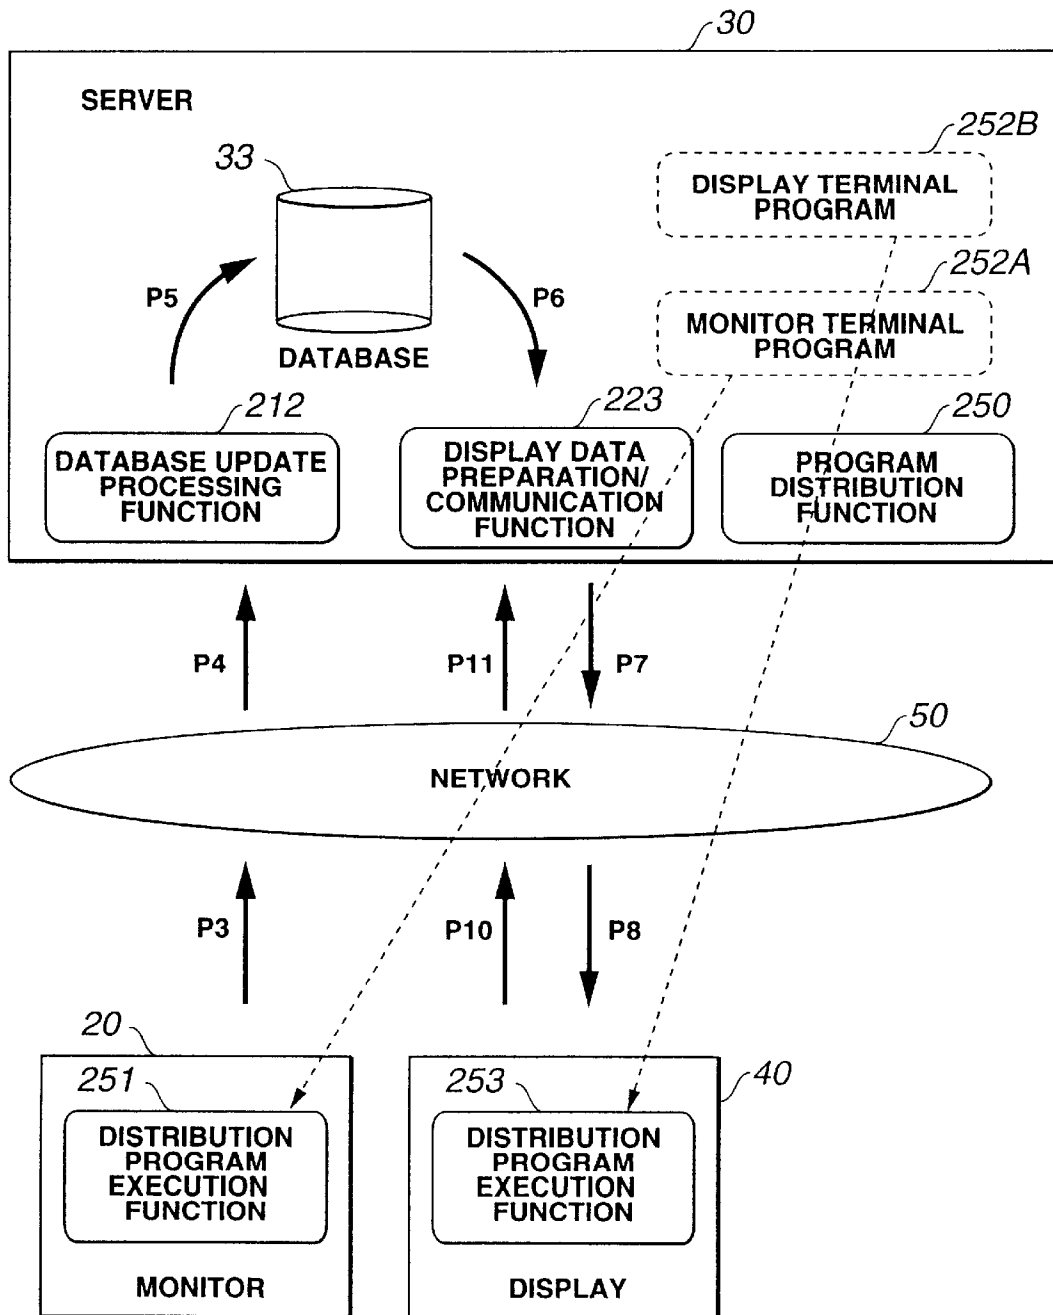 30
SERVER
252B
33
DISPLAY TERMINAL
PROGRAM
252A
P5
P6
MONITOR TERMINAL
PROGRAM
DATABASE
212
223
250
DATABASE UPDATE
PROCESSING
FUNCTION
DISPLAY DATA
PREPARATION/
COMMUNICATION
FUNCTION
PROGRAM
DISTRIBUTION
FUNCTION
P4
P11
P7
50
NETWORK
P3
P10
P8
20
40
251
253
DISTRIBUTION
PROGRAM
EXECUTION
FUNCTION
DISTRIBUTION
PROGRAM
EXECUTION
FUNCTION
MONITOR
DISPLAY